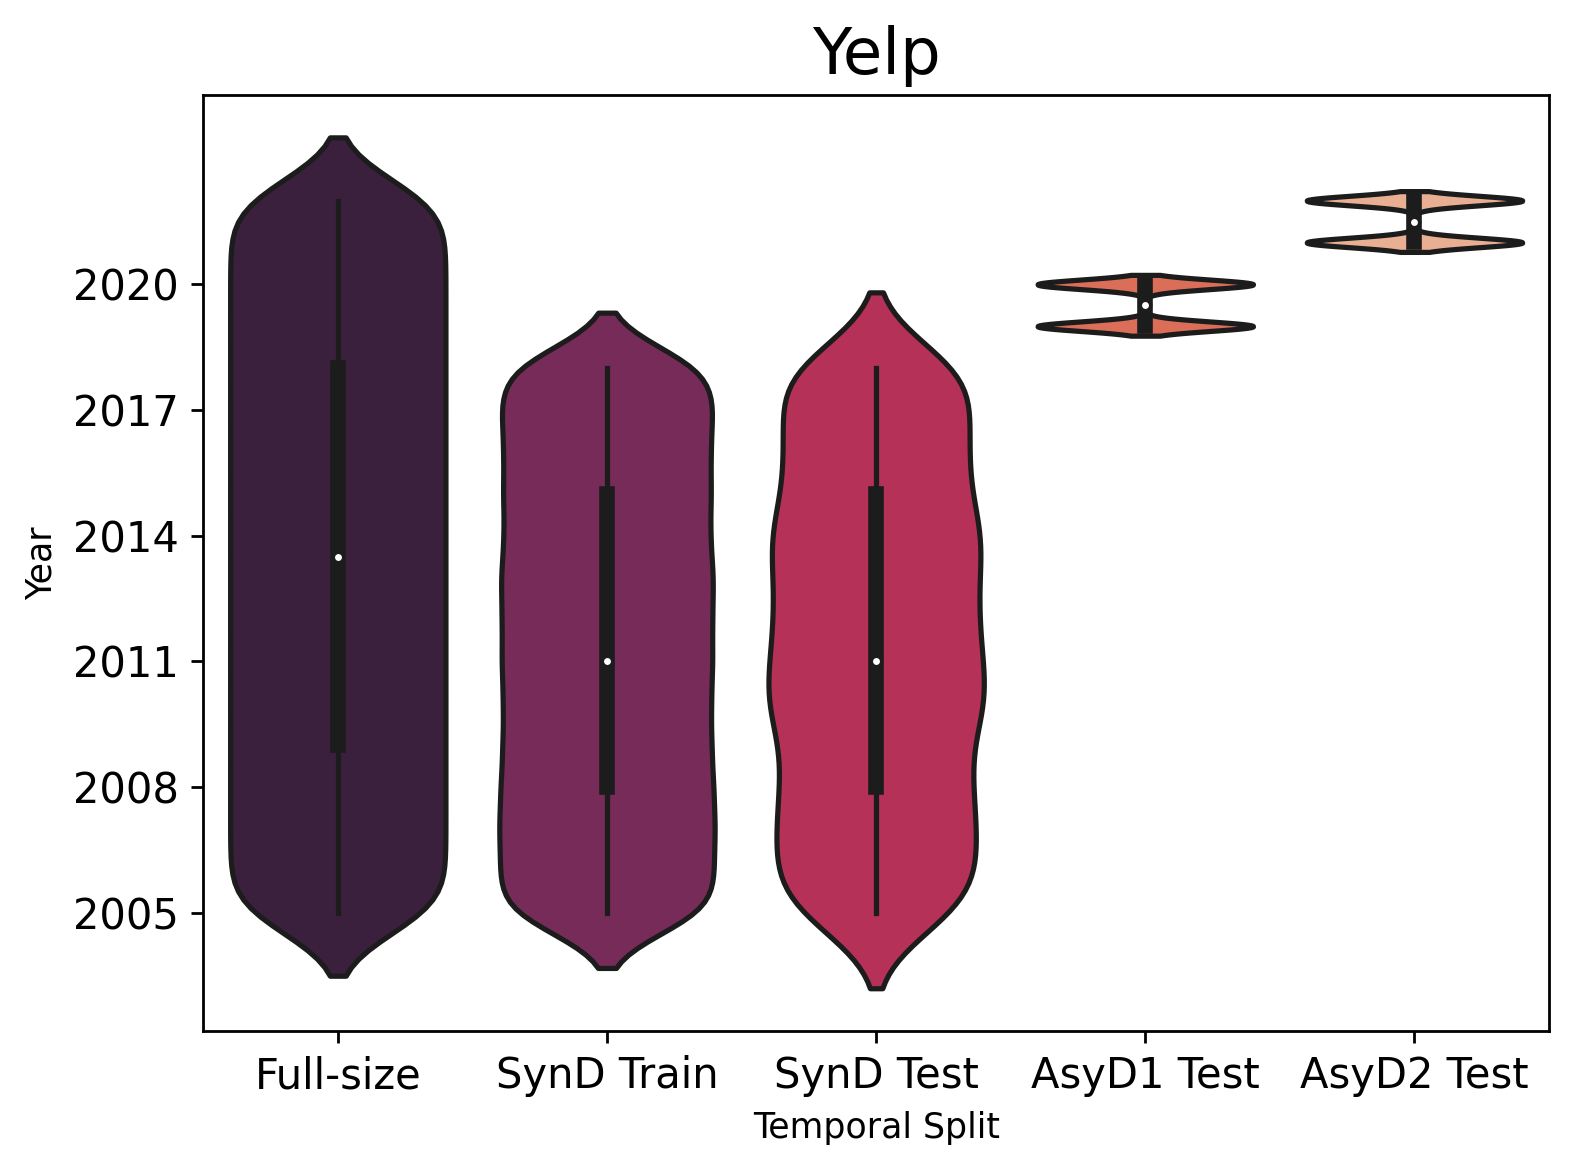 Yelp
Year
2020
2017
2014
2011
2008
2005
Full-size SynD Train SynD Test AsyD1 Test AsyD2 Test
Temporal Split